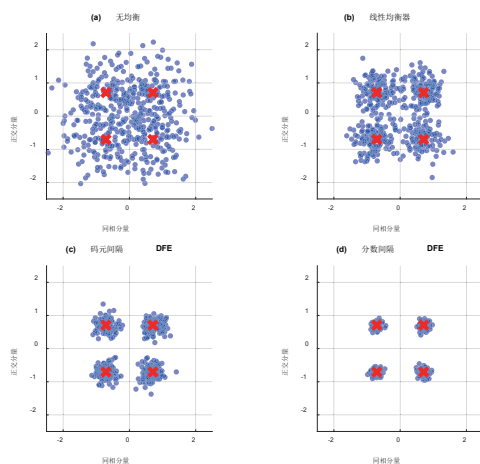 (a) 无均衡
2
1
0
-1
-2
正交分量
-2 0 2
同相分量
(b) 线性均衡器
2
1
0
-1
-2
正交分量
-2 0 2
同相分量
(c) 码元间隔 DFE
2
1
0
-1
-2
正交分量
-2 0 2
同相分量
(d) 分数间隔 DFE
2
1
0
-1
-2
正交分量
-2 0 2
同相分量